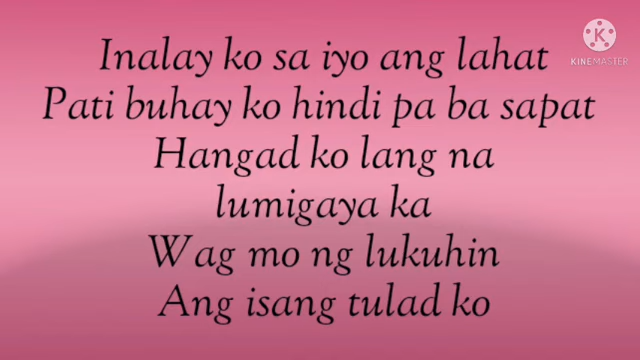 Inalay ko sa iyo ang lahat
Pati buhay ko hindi pa ba sapat
Hangad ko lang na
lumigaya ka
Wag mo ng lukuhin
Ang isang tulad ko
K
KINEMASTER